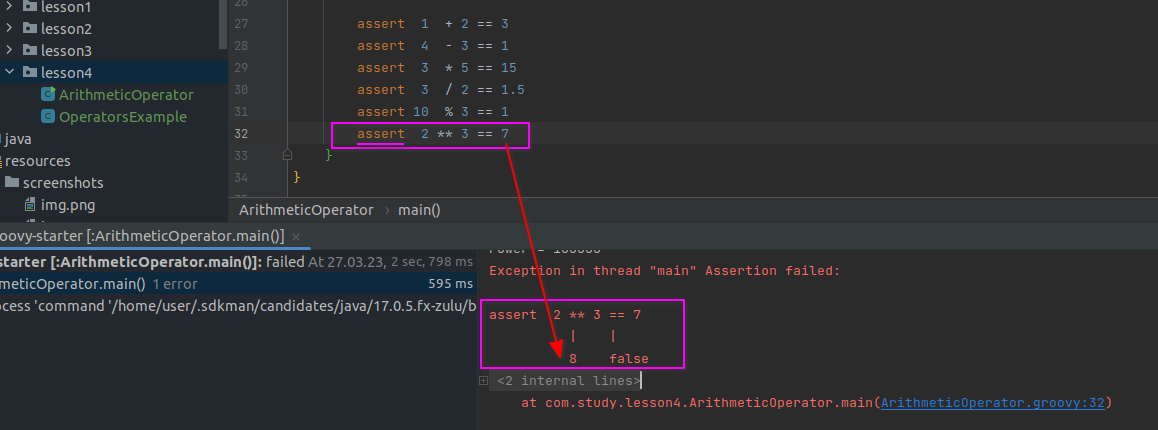 lesson1
lesson2
lesson3
lesson4
ArithmeticOperator
OperatorsExample
java
resources
screenshots
img.png
27 assert 1 + 2 == 3
28 assert 4 - 3 == 1
29 assert 3 * 5 == 15
30 assert 3 / 2 == 1.5
31 assert 10 % 3 == 1
32 assert 2 ** 3 == 7
33 }
34 }
ArithmeticOperator › main()
oovy-starter [:ArithmeticOperator.main()] ×
starter [:ArithmeticOperator.main()]: failed At 27.03.23, 2 sec, 798 ms
meticOperator.main() 1 error 595 ms
ocess 'command '/home/user/.sdkman/candidates/java/17.0.5.fx-zulu/b
Exception in thread "main" Assertion failed:
assert 2 ** 3 == 7
| |
8 false
<2 internal lines>
at com.study.lesson4.ArithmeticOperator.main(ArithmeticOperator.groovy:32)